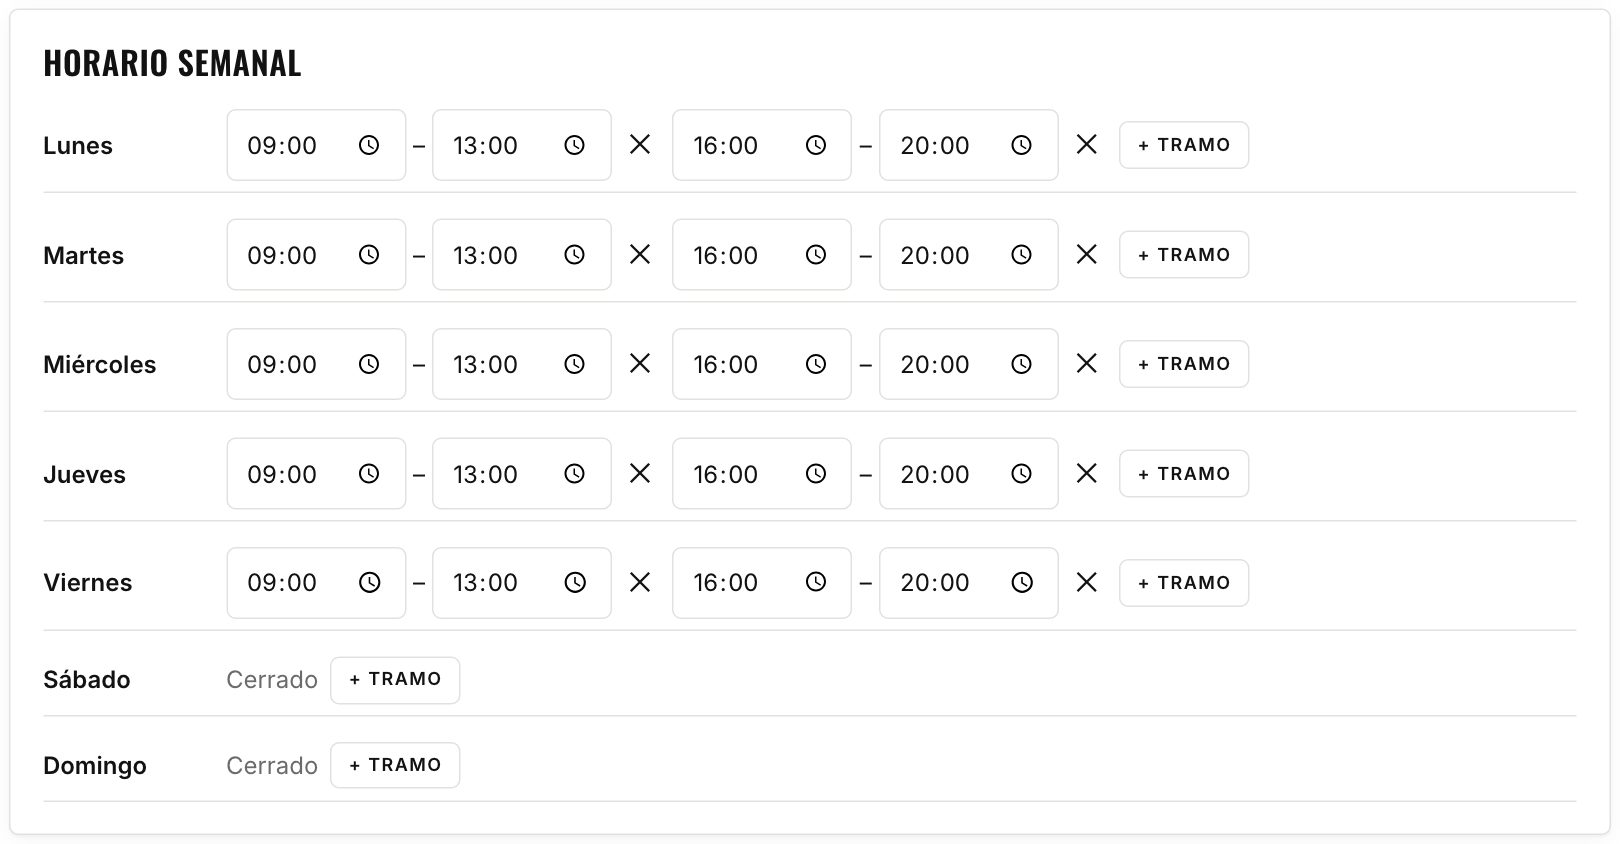 HORARIO SEMANAL
Lunes 09:00 – 13:00 16:00 – 20:00 + TRAMO
Martes 09:00 – 13:00 16:00 – 20:00 + TRAMO
Miércoles 09:00 – 13:00 16:00 – 20:00 + TRAMO
Jueves 09:00 – 13:00 16:00 – 20:00 + TRAMO
Viernes 09:00 – 13:00 16:00 – 20:00 + TRAMO
Sábado Cerrado + TRAMO
Domingo Cerrado + TRAMO